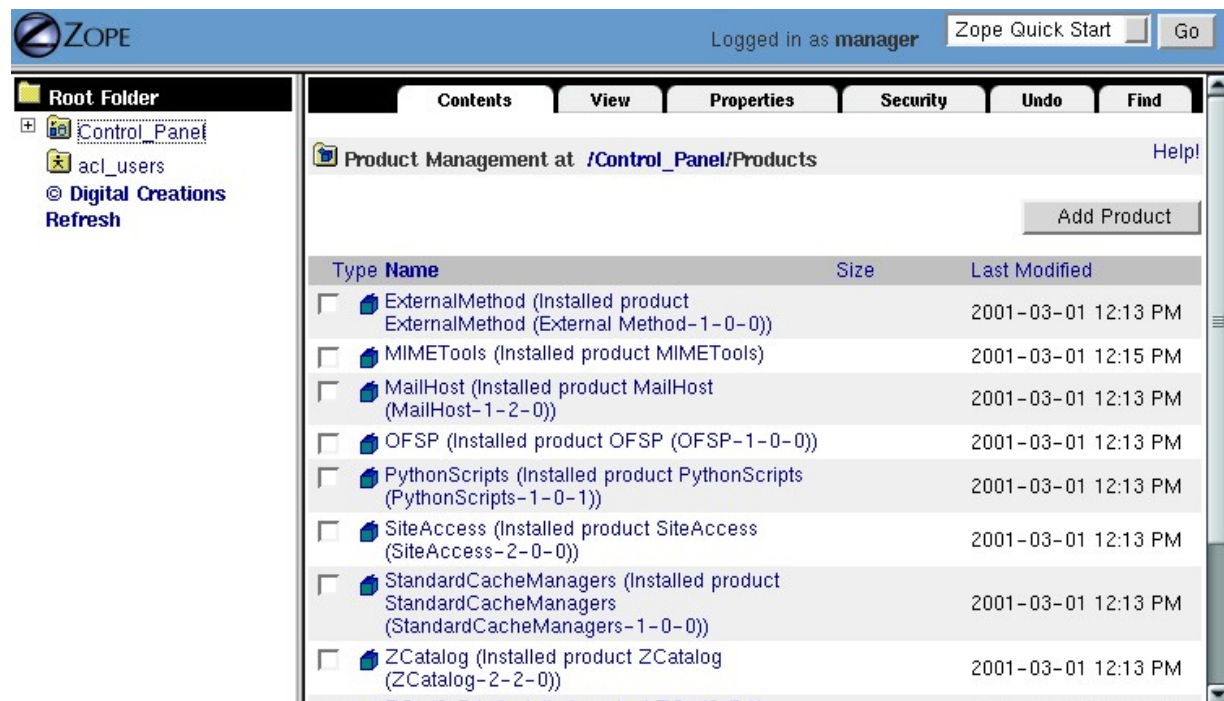 ZOPE
Logged in as manager
Zope Quick Start
Go
Root Folder
Control_Panel
acl_users
© Digital Creations
Refresh
Contents View Properties Security Undo Find
Product Management at /Control_Panel/Products
Help!
Add Product
Type Name Size Last Modified
ExternalMethod (Installed product
ExternalMethod (External Method-1-0-0))
2001-03-01 12:13 PM
MIMETools (Installed product MIMETools)
2001-03-01 12:15 PM
MailHost (Installed product MailHost
(MailHost-1-2-0))
2001-03-01 12:13 PM
OFSP (Installed product OFSP (OFSP-1-0-0))
2001-03-01 12:13 PM
PythonScripts (Installed product PythonScripts
(PythonScripts-1-0-1))
2001-03-01 12:13 PM
SiteAccess (Installed product SiteAccess
(SiteAccess-2-0-0))
2001-03-01 12:13 PM
StandardCacheManagers (Installed product
StandardCacheManagers
(StandardCacheManagers-1-0-0))
2001-03-01 12:13 PM
ZCatalog (Installed product ZCatalog
(ZCatalog-2-2-0))
2001-03-01 12:13 PM